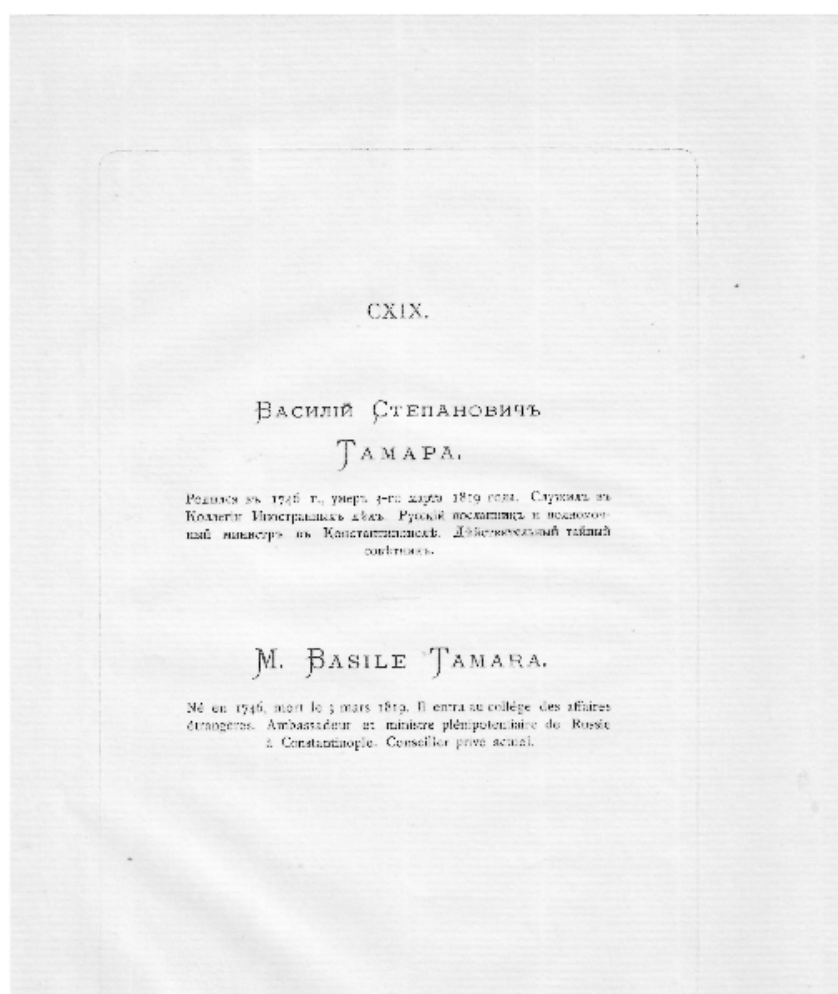 CXIX.
Василій Степановичъ
Тамара.
Родился въ 1746 г., умеръ 3-го марта 1819 года. Служилъ въ
Коллегіи Иностранныхъ дѣлъ. Русскій посланникъ и полномоч-
ный министръ въ Константинополѣ. Дѣйствительный тайный
совѣтникъ.
M. Basile Tamara.
Né en 1746, mort le 3 mars 1819. Il entra au collége des affaires
étrangères. Ambassadeur et ministre plénipotentiaire de Russie
à Constantinople. Conseiller privé actuel.